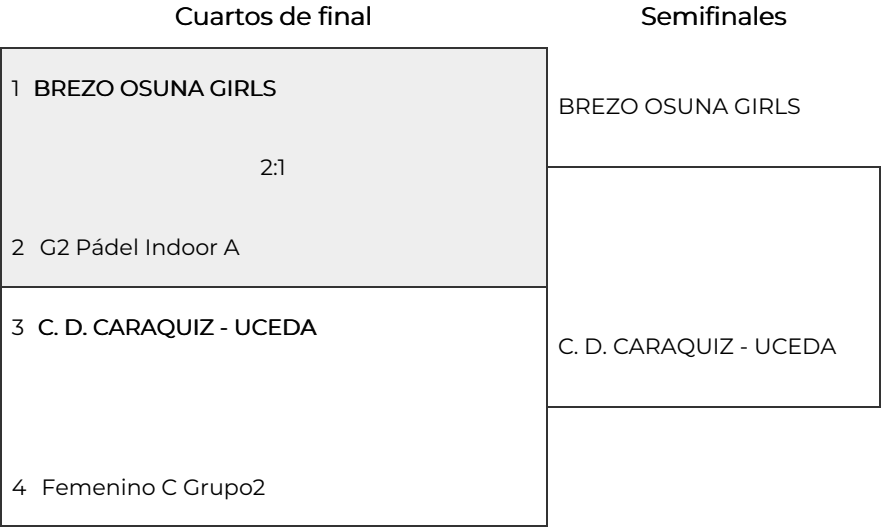 Cuartos de final
Semifinales
1 BREZO OSUNA GIRLS
BREZO OSUNA GIRLS
2:1
2 G2 Pádel Indoor A
3 C. D. CARAQUIZ - UCEDA
C. D. CARAQUIZ - UCEDA
4 Femenino C Grupo2